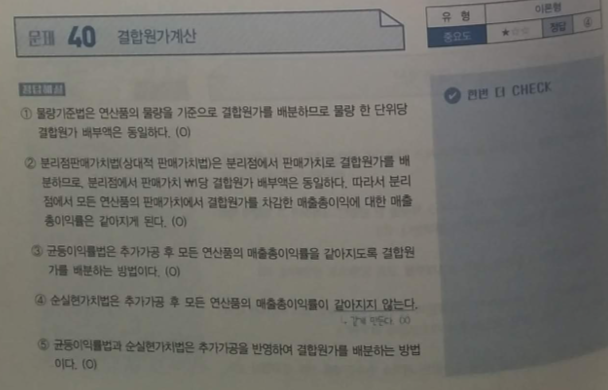 문제 40 결합원가계산
유 형 이론형
중요도 ★☆☆ 정답 ④
정답해설
한번 더 CHECK
① 물량기준법은 연산품의 물량을 기준으로 결합원가를 배분하므로 물량 한 단위당
결합원가 배부액은 동일하다. (O)
② 분리점판매가치법(상대적 판매가치법)은 분리점에서 판매가치로 결합원가를 배
분하므로, 분리점에서 판매가치 ₩1당 결합원가 배부액은 동일하다. 따라서 분리
점에서 모든 연산품의 판매가치에서 결합원가를 차감한 매출총이익에 대한 매출
총이익률은 같아지게 된다. (O)
③ 균등이익률법은 추가가공 후 모든 연산품의 매출총이익률을 같아지도록 결합원
가를 배분하는 방법이다. (O)
④ 순실현가치법은 추가가공 후 모든 연산품의 매출총이익률이 같아지지 않는다.
(X)
⑤ 균등이익률법과 순실현가치법은 추가가공을 반영하여 결합원가를 배분하는 방법
이다. (O)